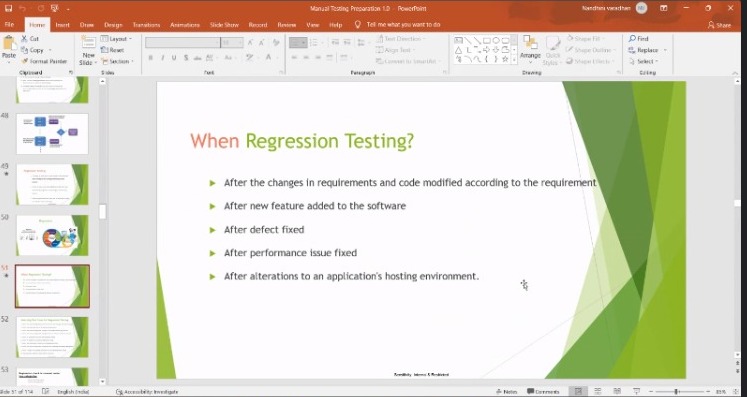 Manual Testing Preparation 1.0 - PowerPoint
Nandhini varadhan
File Home Insert Draw Design Transitions Animations Slide Show Record Review View Help Tell me what you want to do
Share
Paste
Cut
Copy
Format Painter
Clipboard
New Slide
Layout
Reset
Section
Slides
Font
Text Direction
Align Text
Convert to SmartArt
Paragraph
Arrange
Quick Styles
Shape Fill
Shape Outline
Shape Effects
Drawing
Find
Replace
Select
Editing
48
49
50
51
52
53
When Regression Testing?
After the changes in requirements and code modified according to the requirement
After new feature added to the software
After defect fixed
After performance issue fixed
After alterations to an application's hosting environment.
Sensitivity: Internal & Restricted
Slide 51 of 114 English (India) Accessibility: Investigate
Notes Comments